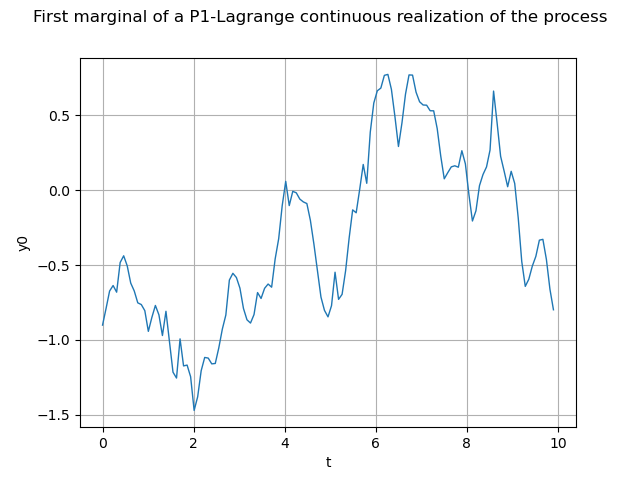 First marginal of a P1-Lagrange continuous realization of the process
0.5
0.0
−0.5
−1.0
−1.5
y0
0 2 4 6 8 10
t